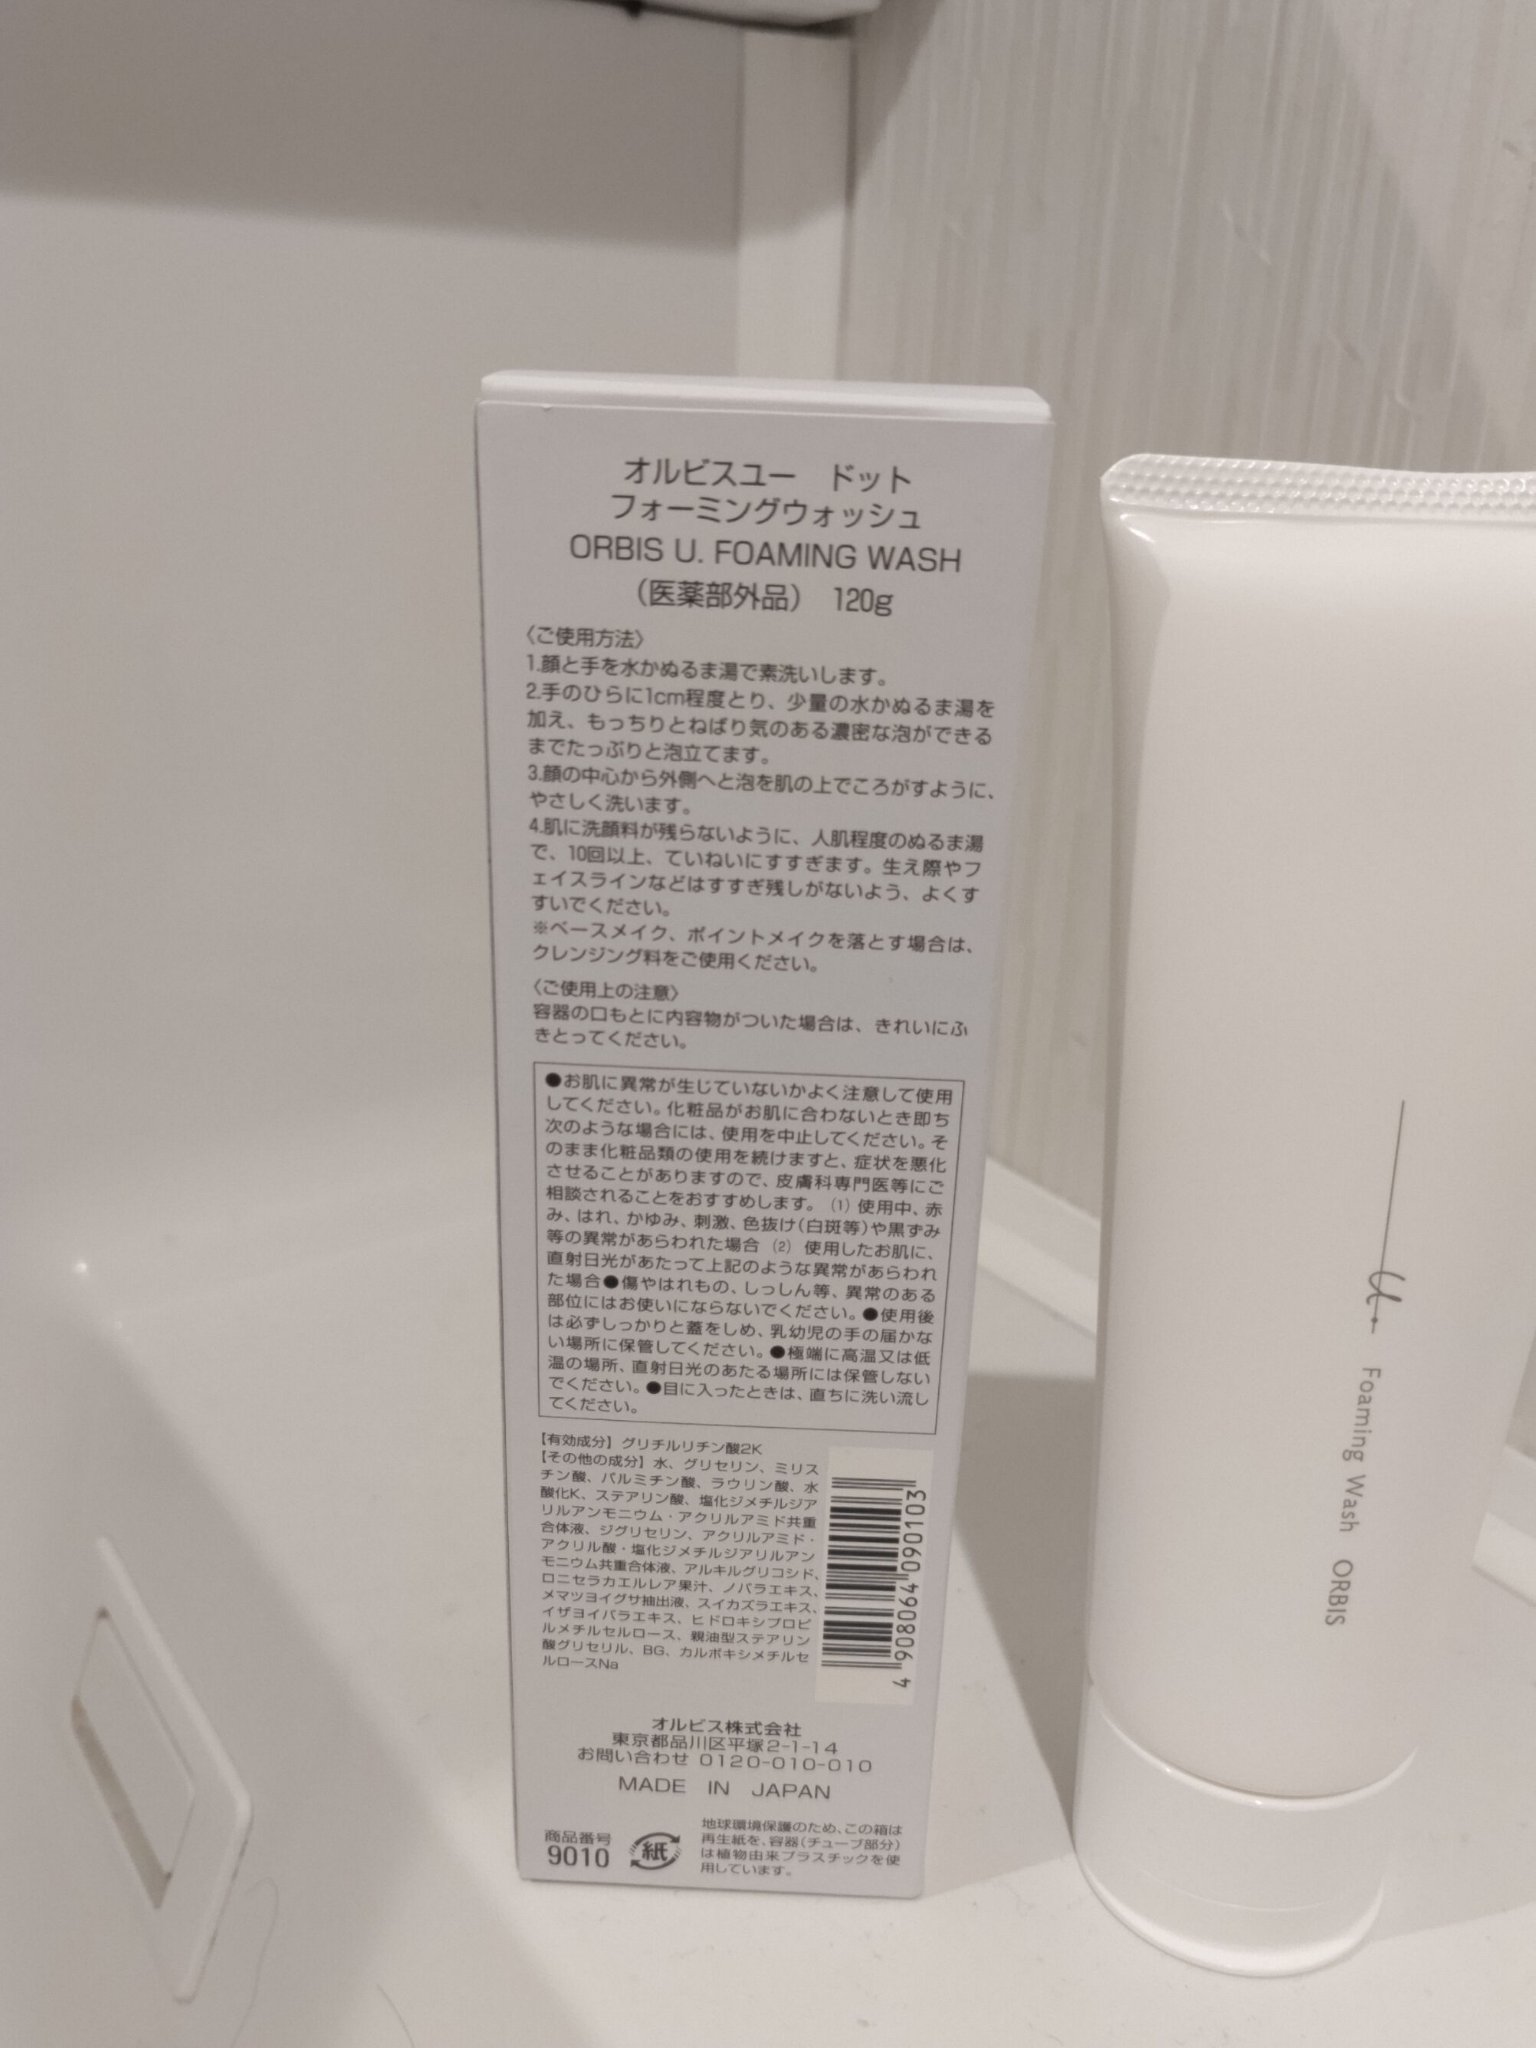 オルビスユー ドット
フォーミングウォッシュ
ORBIS U. FOAMING WASH
（医薬部外品） 120g
〈ご使用方法〉
1.顔と手を水かぬるま湯で素洗いします。
2.手のひらに1cm程度とり、少量の水かぬるま湯を
加え、もっちりとねばり気のある濃密な泡ができる
までたっぷりと泡立てます。
3.顔の中心から外側へと泡を肌の上でころがすように、
やさしく洗います。
4.肌に洗顔料が残らないように、人肌程度のぬるま湯
で、10回以上、ていねいにすすぎます。生え際やフ
ェイスラインなどはすすぎ残しがないよう、よくす
すいでください。
※ベースメイク、ポイントメイクを落とす場合は、
クレンジング料をご使用ください。
〈ご使用上の注意〉
容器の口もとに内容物がついた場合は、きれいにふ
きとってください。
●お肌に異常が生じていないかよく注意して使用
してください。化粧品がお肌に合わないとき即ち
次のような場合には、使用を中止してください。そ
のまま化粧品類の使用を続けますと、症状を悪化
させることがありますので、皮膚科専門医等にご
相談されることをおすすめします。(1) 使用中、赤
み、はれ、かゆみ、刺激、色抜け(白斑等)や黒ずみ
等の異常があらわれた場合 (2) 使用したお肌に、
直射日光があたって上記のような異常があらわれ
た場合●傷やはれもの、しっしん等、異常のある
部位にはお使いにならないでください。●使用後
は必ずしっかりと蓋をしめ、乳幼児の手の届かな
い場所に保管してください。●極端に高温又は低
温の場所、直射日光のあたる場所には保管しない
でください。●目に入ったときは、直ちに洗い流し
てください。
【有効成分】グリチルリチン酸2K
【その他の成分】水、グリセリン、ミリス
チン酸、パルミチン酸、ラウリン酸、水
酸化K、ステアリン酸、塩化ジメチルジア
リルアンモニウム・アクリルアミド共重
合体液、ジグリセリン、アクリルアミド・
アクリル酸・塩化ジメチルジアリルアン
モニウム共重合体液、アルキルグリコシド、
ロニセラカエルレア果汁、ノバラエキス、
メマツヨイグサ抽出液、スイカズラエキス、
イザヨイバラエキス、ヒドロキシプロピ
ルメチルセルロース、親油型ステアリン
酸グリセリル、BG、カルボキシメチルセ
ルロースNa
4 908064 090103
オルビス株式会社
東京都品川区平塚2-1-14
お問い合わせ 0120-010-010
MADE IN JAPAN
商品番号
9010
紙
地球環境保護のため、この箱は
再生紙を、容器(チューブ部分)
は植物由来プラスチックを使
用しています。
U. Foaming Wash ORBIS